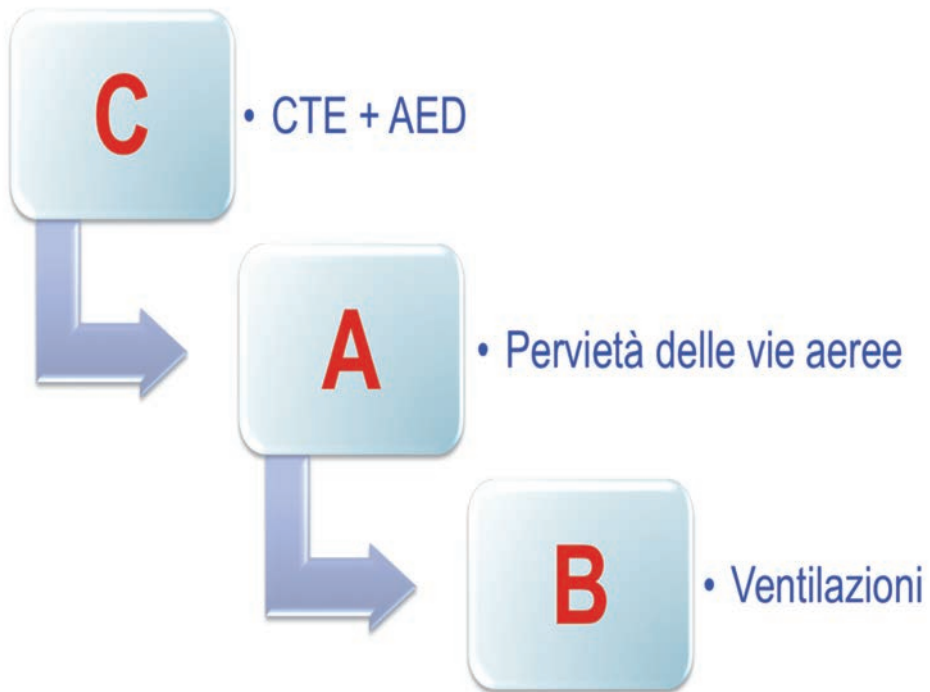 C
• CTE + AED
A
• Pervietà delle vie aeree
B
• Ventilazioni